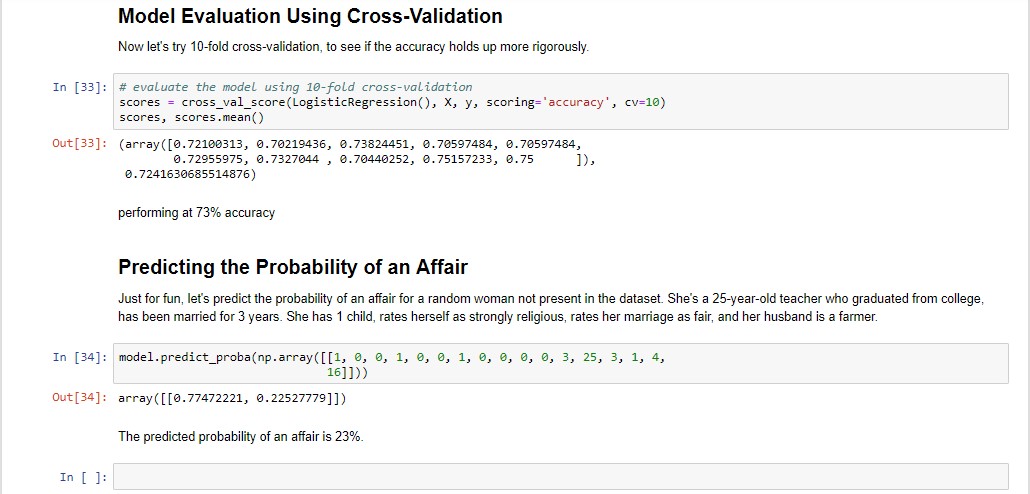 Model Evaluation Using Cross-Validation
Now let's try 10-fold cross-validation, to see if the accuracy holds up more rigorously.
In [33]: # evaluate the model using 10-fold cross-validation
scores = cross_val_score(LogisticRegression(), X, y, scoring='accuracy', cv=10)
scores, scores.mean()
Out[33]: (array([0.72100313, 0.70219436, 0.73824451, 0.70597484, 0.70597484,
0.72955975, 0.7327044 , 0.70440252, 0.75157233, 0.75      ]),
0.7241630685514876)
performing at 73% accuracy
Predicting the Probability of an Affair
Just for fun, let's predict the probability of an affair for a random woman not present in the dataset. She's a 25-year-old teacher who graduated from college,
has been married for 3 years. She has 1 child, rates herself as strongly religious, rates her marriage as fair, and her husband is a farmer.
In [34]: model.predict_proba(np.array([[1, 0, 0, 1, 0, 0, 1, 0, 0, 0, 0, 3, 25, 3, 1, 4,
16]]))
Out[34]: array([[0.77472221, 0.22527779]])
The predicted probability of an affair is 23%.
In [ ]: